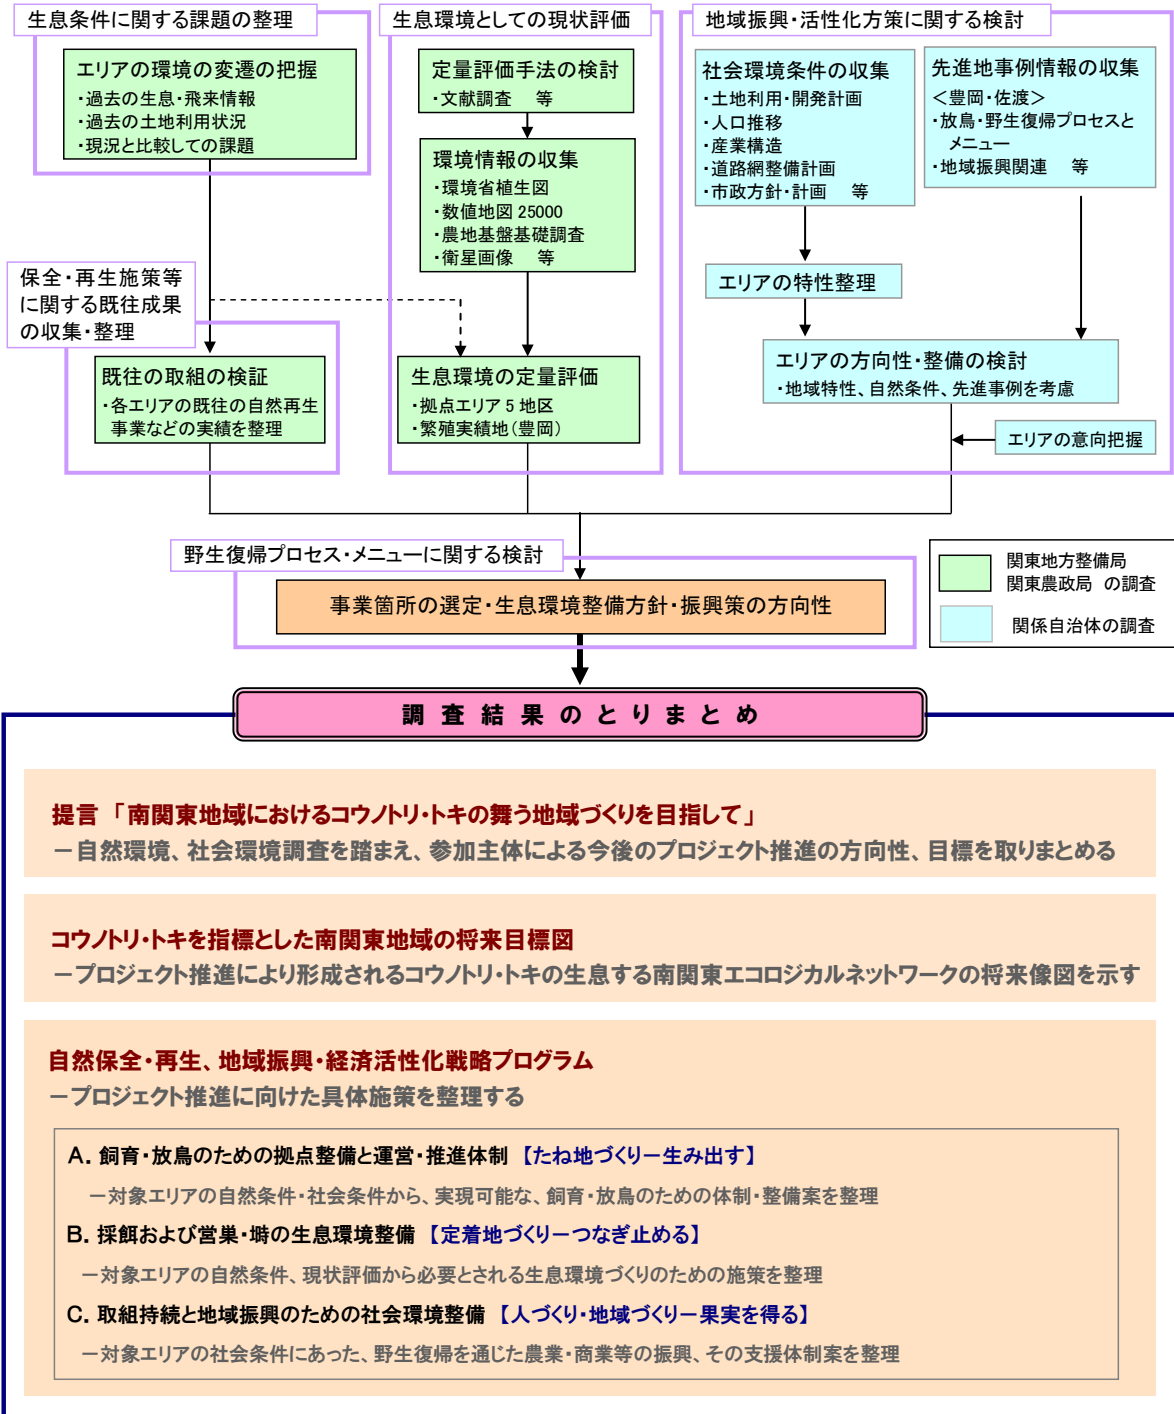 生息条件に関する課題の整理
エリアの環境の変遷の把握
・過去の生息・飛来情報
・過去の土地利用状況
・現況と比較しての課題
保全・再生施策等
に関する既往成果
の収集・整理
既往の取組の検証
・各エリアの既往の自然再生
事業などの実績を整理
生息環境としての現状評価
定量評価手法の検討
・文献調査 等
環境情報の収集
・環境省植生図
・数値地図 25000
・農地基盤基礎調査
・衛星画像 等
生息環境の定量評価
・拠点エリア 5 地区
・繁殖実績地(豊岡)
地域振興・活性化方策に関する検討
社会環境条件の収集
・土地利用・開発計画
・人口推移
・産業構造
・道路網整備計画
・市政方針・計画 等
先進地事例情報の収集
＜豊岡・佐渡＞
・放鳥・野生復帰プロセスと
メニュー
・地域振興関連 等
エリアの特性整理
エリアの方向性・整備の検討
・地域特性、自然条件、先進事例を考慮
エリアの意向把握
野生復帰プロセス・メニューに関する検討
事業箇所の選定・生息環境整備方針・振興策の方向性
関東地方整備局
関東農政局 の調査
関係自治体の調査
調査結果のとりまとめ
提言 「南関東地域におけるコウノトリ・トキの舞う地域づくりを目指して」
－自然環境、社会環境調査を踏まえ、参加主体による今後のプロジェクト推進の方向性、目標を取りまとめる
コウノトリ・トキを指標とした南関東地域の将来目標図
－プロジェクト推進により形成されるコウノトリ・トキの生息する南関東エコロジカルネットワークの将来像図を示す
自然保全・再生、地域振興・経済活性化戦略プログラム
－プロジェクト推進に向けた具体施策を整理する
A. 飼育・放鳥のための拠点整備と運営・推進体制 【たね地づくり－生み出す】
－対象エリアの自然条件・社会条件から、実現可能な、飼育・放鳥のための体制・整備案を整理
B. 採餌および営巣・塒の生息環境整備 【定着地づくり－つなぎ止める】
－対象エリアの自然条件、現状評価から必要とされる生息環境づくりのための施策を整理
C. 取組持続と地域振興のための社会環境整備 【人づくり・地域づくり－果実を得る】
－対象エリアの社会条件にあった、野生復帰を通じた農業・商業等の振興、その支援体制案を整理